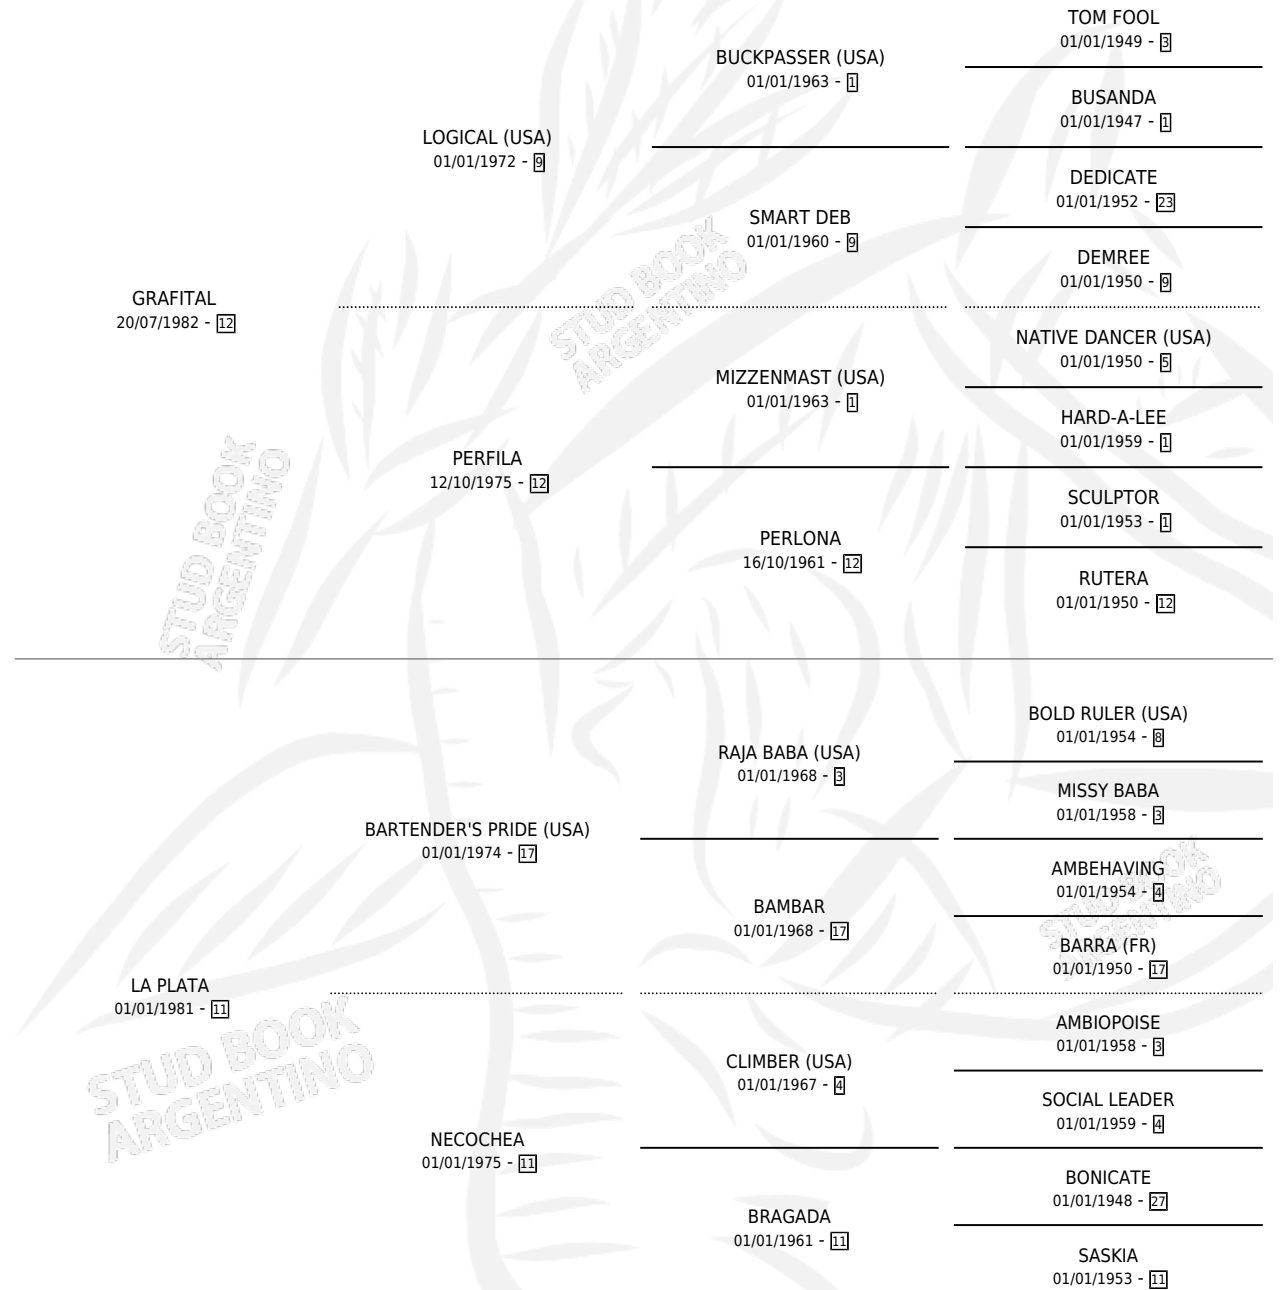 TOM FOOL
01/01/1949 - 3
BUCKPASSER (USA)
01/01/1963 - 1
BUSANDA
01/01/1947 - 1
LOGICAL (USA)
01/01/1972 - 9
DEDICATE
01/01/1952 - 23
SMART DEB
01/01/1960 - 9
DEMREE
01/01/1950 - 9
GRAFITAL
20/07/1982 - 12
NATIVE DANCER (USA)
01/01/1950 - 5
MIZZENMAST (USA)
01/01/1963 - 1
HARD-A-LEE
01/01/1959 - 1
PERFILA
12/10/1975 - 12
SCULPTOR
01/01/1953 - 1
PERLONA
16/10/1961 - 12
RUTERA
01/01/1950 - 12
BOLD RULER (USA)
01/01/1954 - 8
RAJA BABA (USA)
01/01/1968 - 3
MISSY BABA
01/01/1958 - 3
BARTENDER'S PRIDE (USA)
01/01/1974 - 17
AMBEHAVING
01/01/1954 - 4
BAMBAR
01/01/1968 - 17
BARRA (FR)
01/01/1950 - 17
LA PLATA
01/01/1981 - 11
AMBIOPOISE
01/01/1958 - 3
CLIMBER (USA)
01/01/1967 - 4
SOCIAL LEADER
01/01/1959 - 4
NECOCHEA
01/01/1975 - 11
BONICATE
01/01/1948 - 27
BRAGADA
01/01/1961 - 11
SASKIA
01/01/1953 - 11
STUD BOOK
ARGENTINO
STUD BOOK
ARGENTINO
STUD BOOK
ARGENTINO
STUD BOOK
ARGENTINO